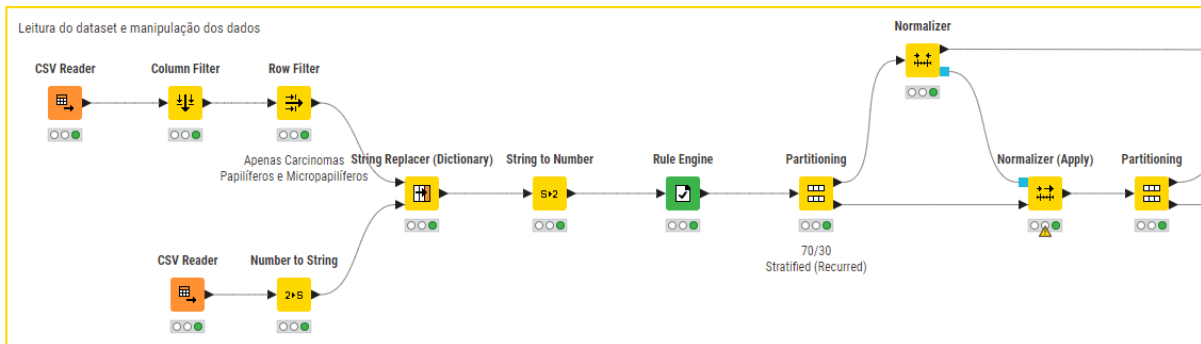 Leitura do dataset e manipulação dos dados
Normalizer
CSV Reader
Column Filter
Row Filter
Apenas Carcinomas
Papilíferos e Micropapilíferos
String Replacer (Dictionary)
String to Number
S▸2
Rule Engine
Partitioning
70/30
Stratified (Recurred)
Normalizer (Apply)
Partitioning
CSV Reader
Number to String
2▸S